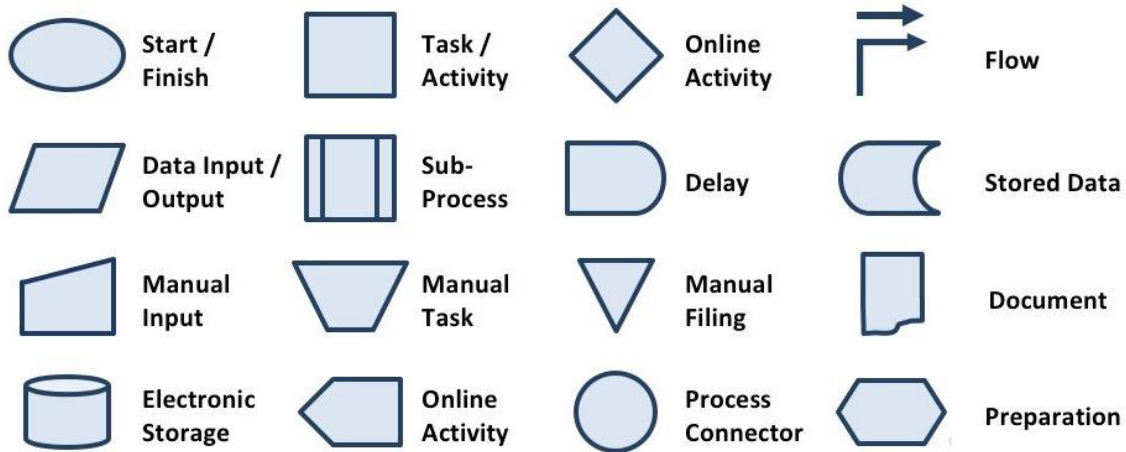 Start /
Finish
Task /
Activity
Online
Activity
Flow
Data Input /
Output
Sub-
Process
Delay
Stored Data
Manual
Input
Manual
Task
Manual
Filing
Document
Electronic
Storage
Online
Activity
Process
Connector
Preparation